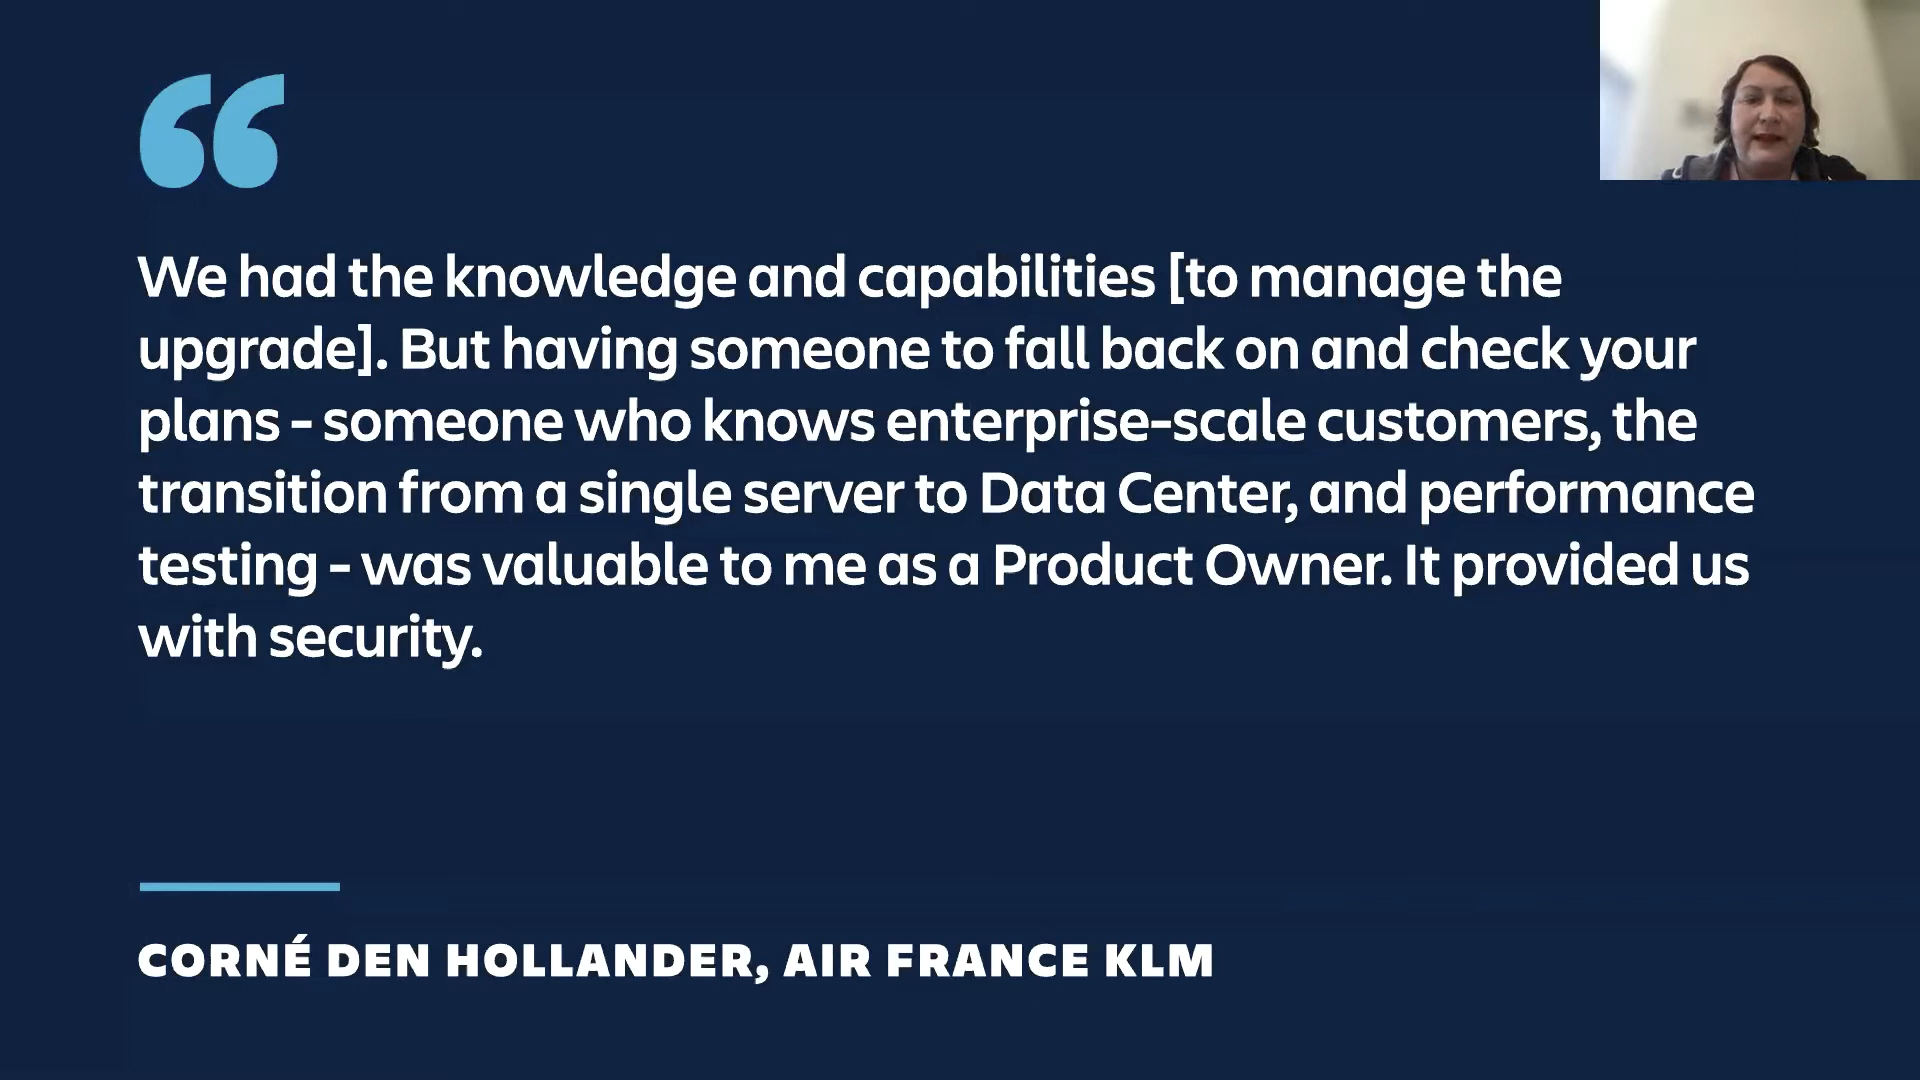 “
We had the knowledge and capabilities [to manage the
upgrade]. But having someone to fall back on and check your
plans - someone who knows enterprise-scale customers, the
transition from a single server to Data Center, and performance
testing - was valuable to me as a Product Owner. It provided us
with security.
CORNÉ DEN HOLLANDER, AIR FRANCE KLM